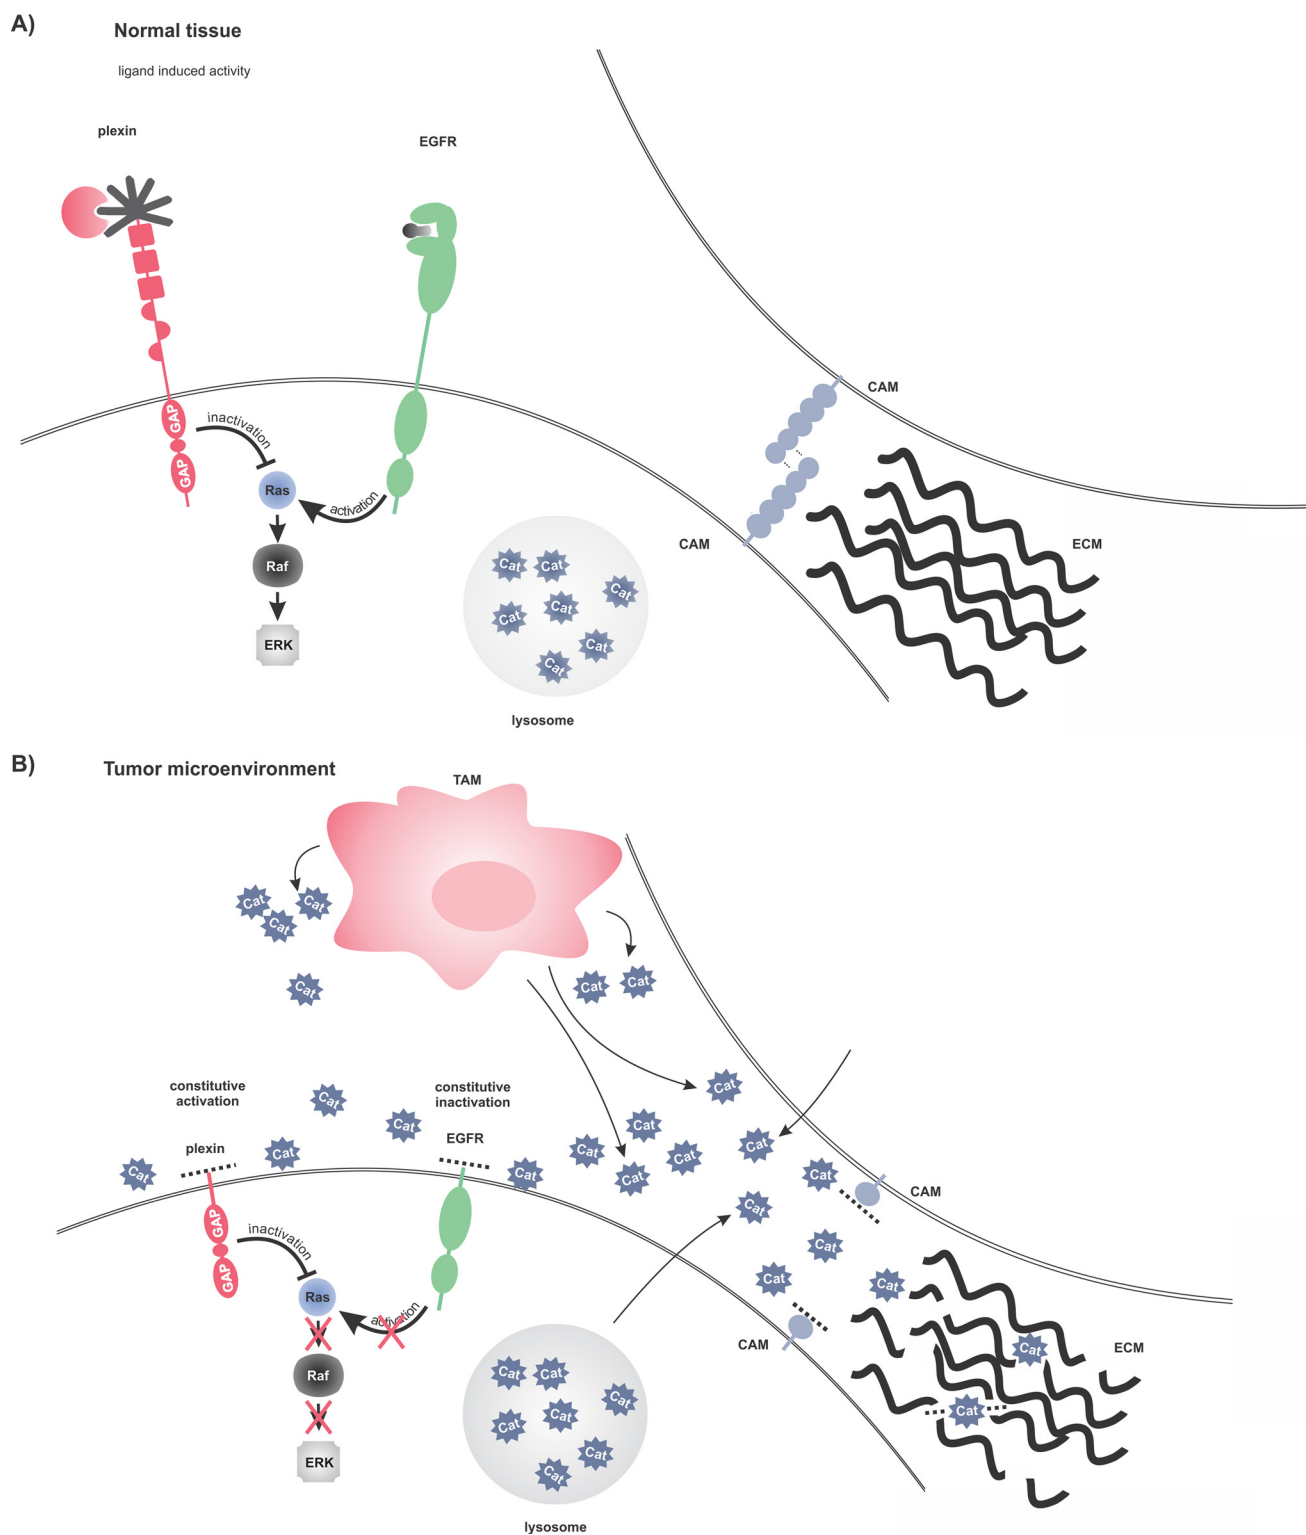 A)
Normal tissue
ligand induced activity
plexin
EGFR
CAM
GAP
inactivation
GAP
Ras
activation
CAM
ECM
Raf
Cat
Cat
Cat
Cat
Cat
Cat
Cat
ERK
lysosome
B)
Tumor microenvironment
TAM
Cat
Cat
Cat
Cat
Cat
Cat
constitutive
activation
constitutive
inactivation
Cat
Cat
Cat
Cat
Cat
plexin
EGFR
Cat
Cat
Cat
Cat
Cat
Cat
Cat
Cat
CAM
GAP
inactivation
GAP
Cat
Cat
Cat
Cat
Ras
activation
CAM
Cat
ECM
Raf
Cat
Cat
Cat
Cat
Cat
Cat
Cat
Cat
ERK
lysosome